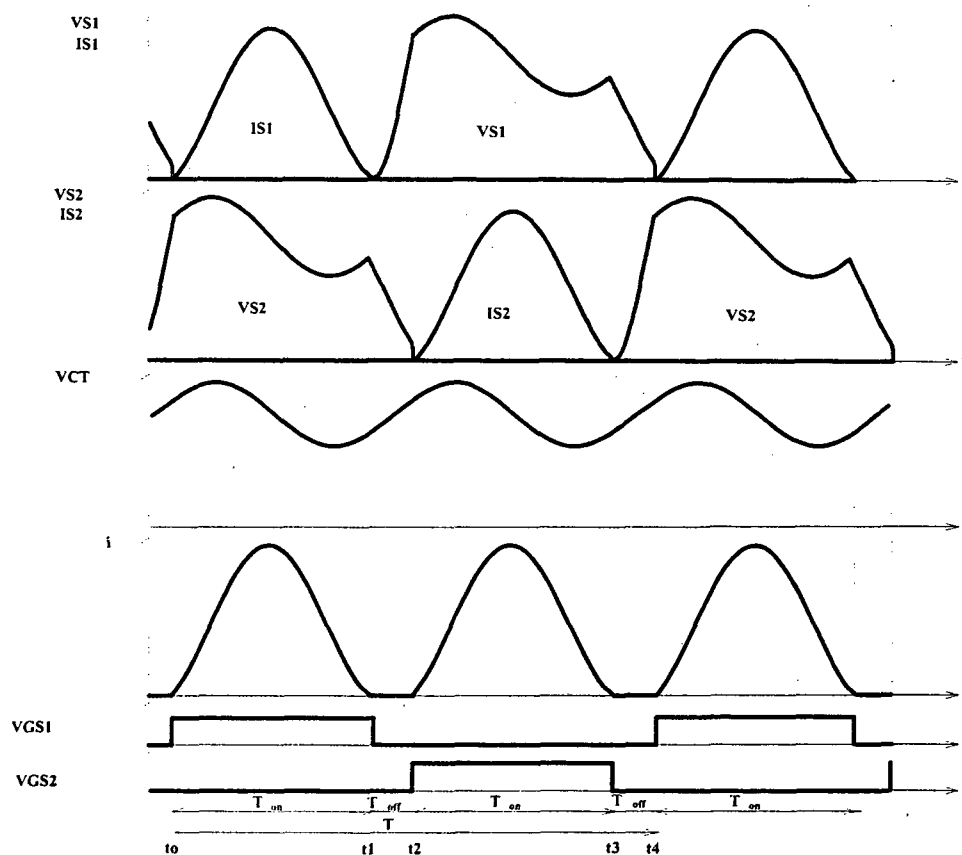 VS1
IS1
IS1
VS1
VS2
IS2
VS2
IS2
VS2
VCT
i
VGS1
VGS2
T on
T off
T on
T off
T on
T
to
t1
t2
t3
t4